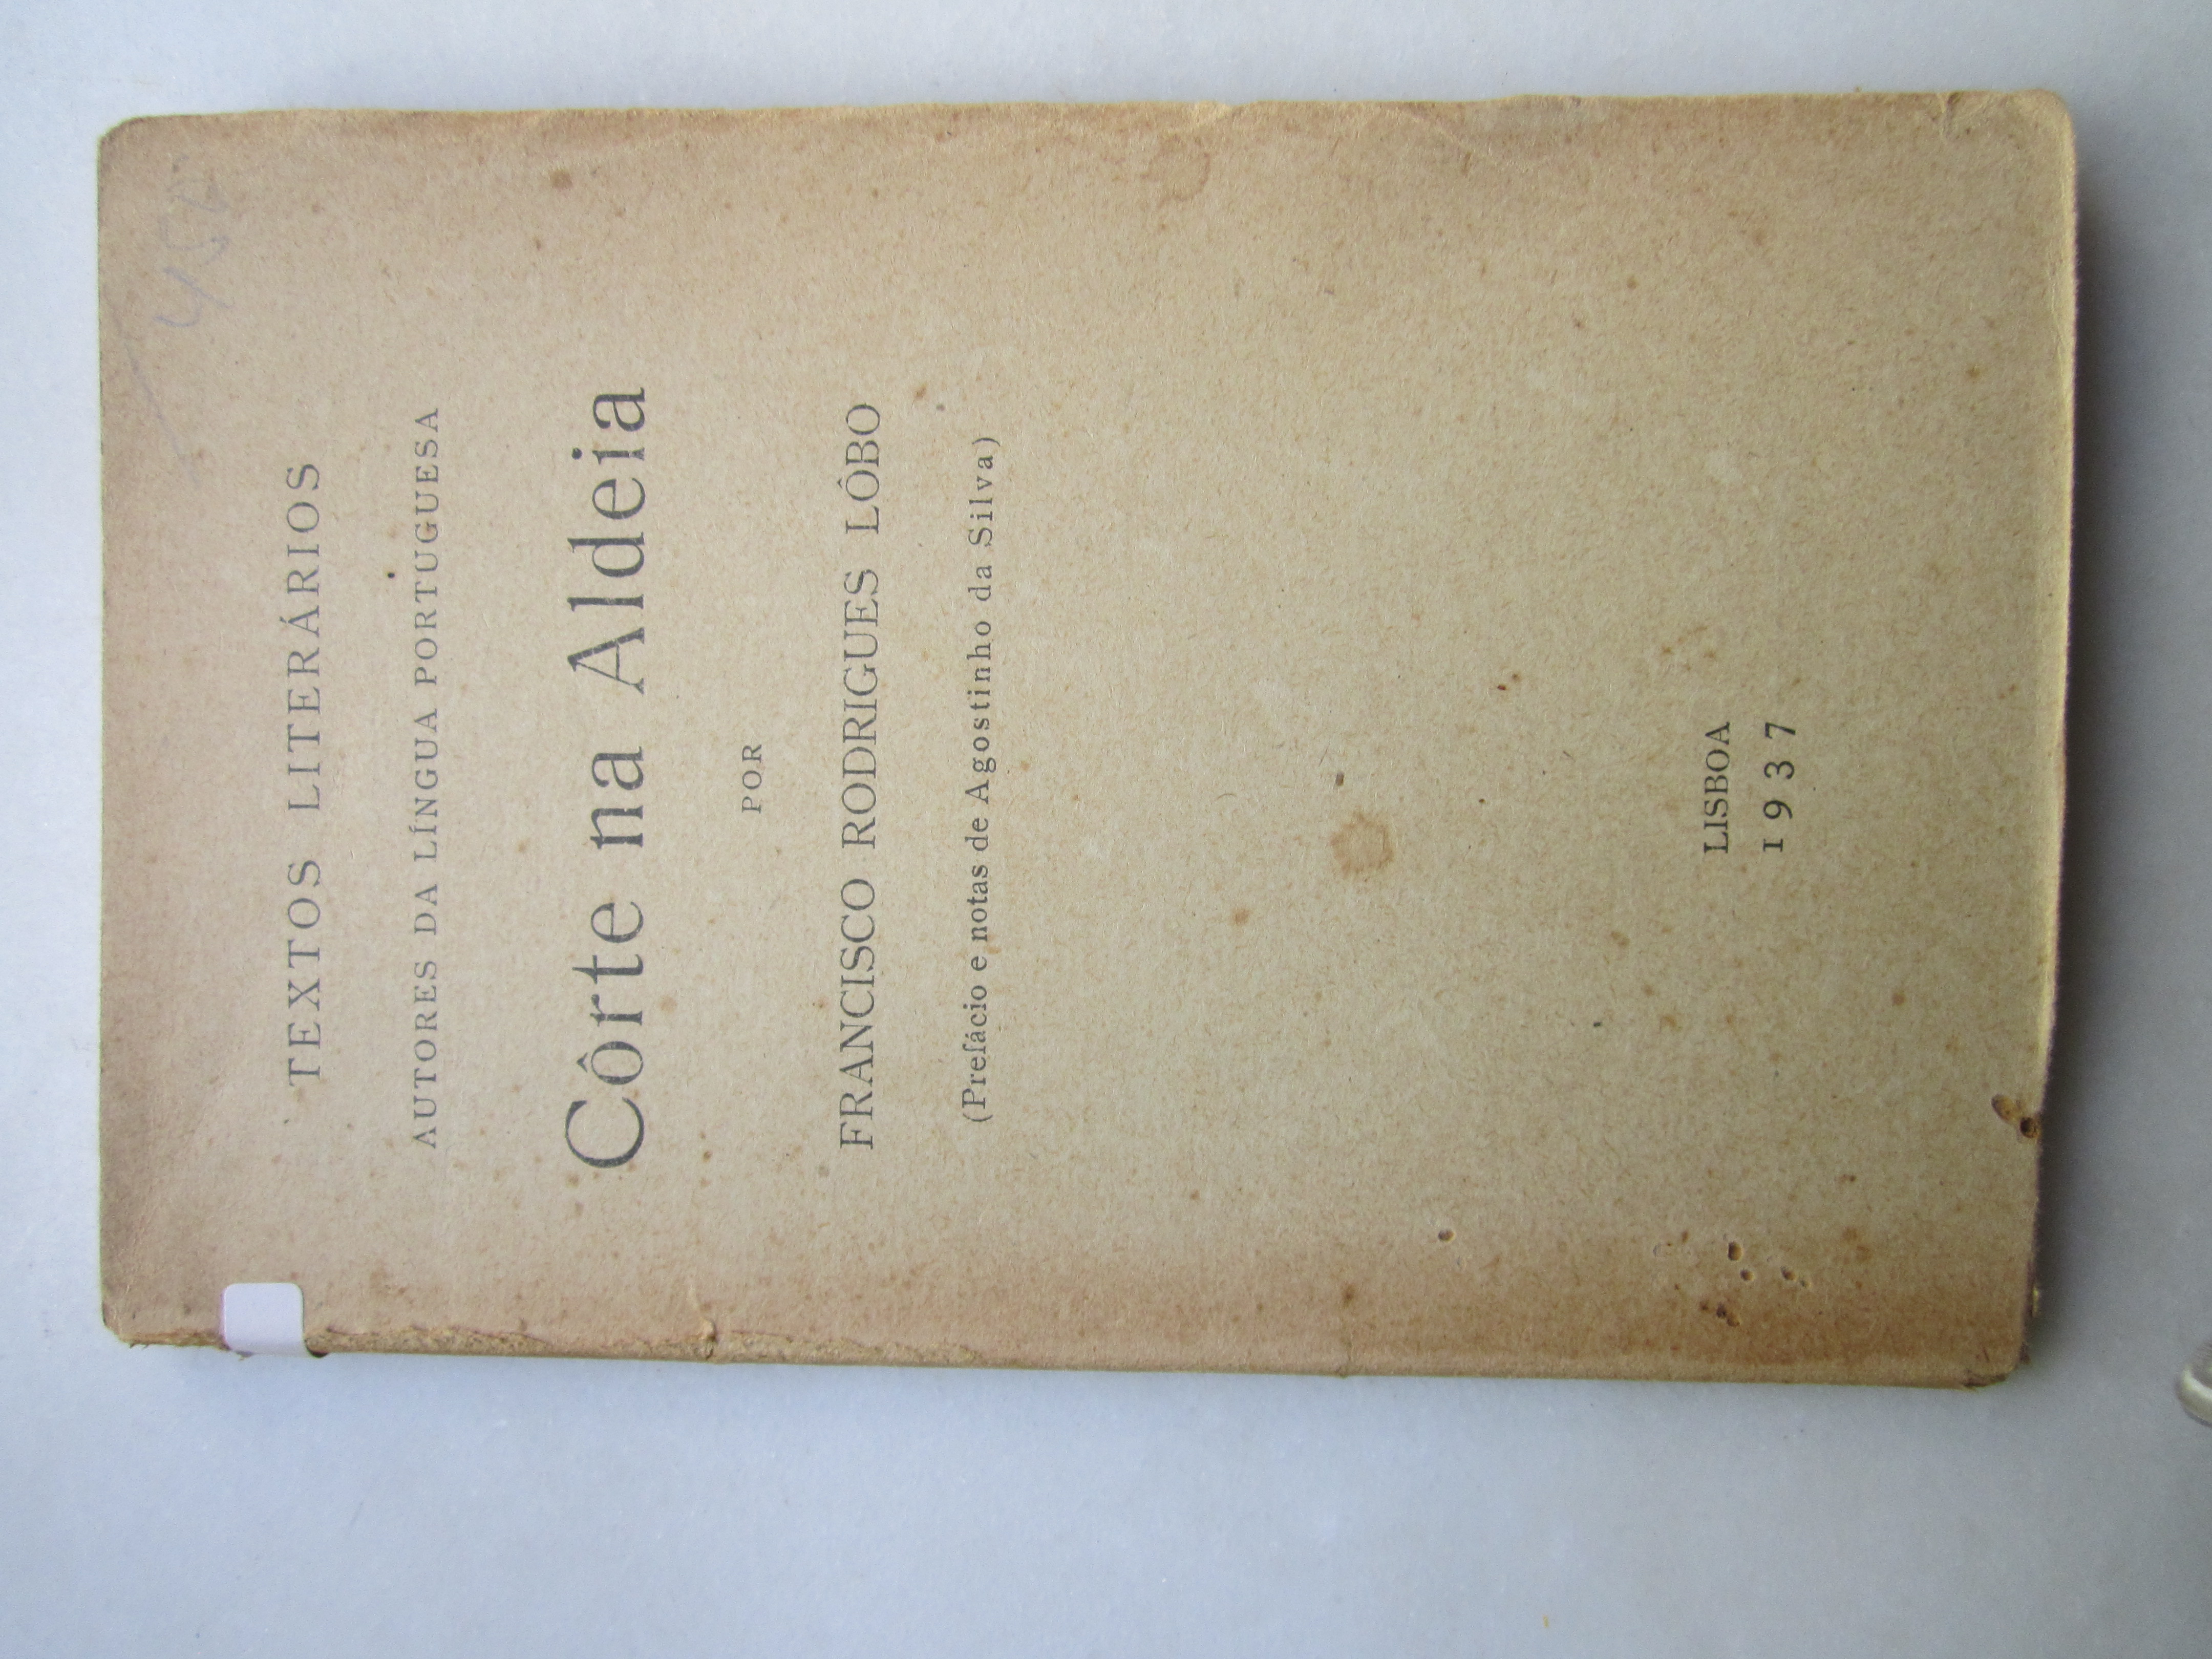 TEXTOS LITERÁRIOS
AUTORES DA LÍNGUA PORTUGUESA
Côrte na Aldeia
POR
FRANCISCO RODRIGUES LÔBO
(Prefácio e notas de Agostinho da Silva)
LISBOA
1937